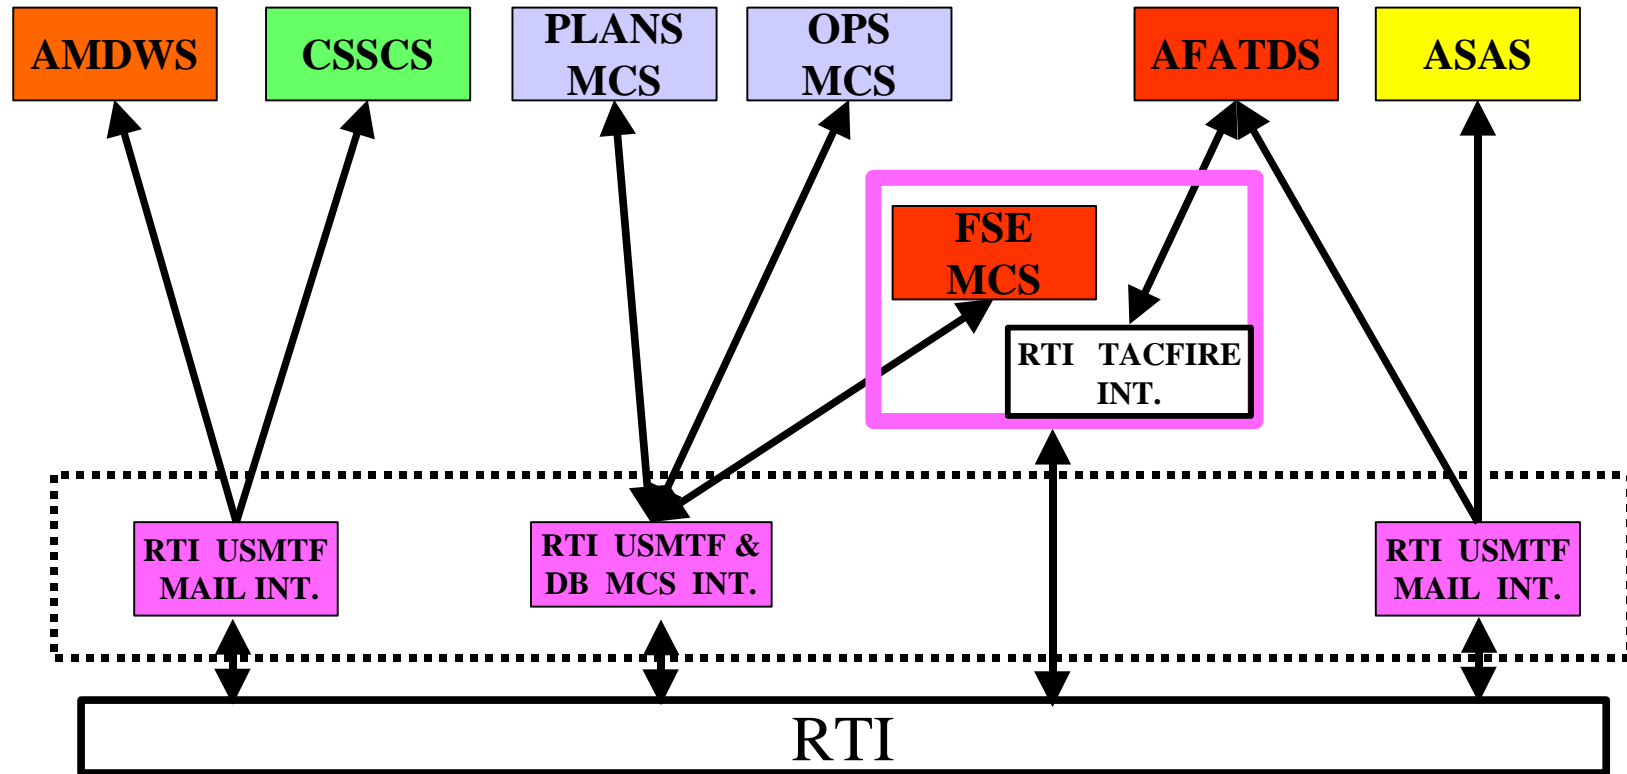 AMDWS
CSSCS
PLANS
MCS
OPS
MCS
AFATDS
ASAS
FSE
MCS
RTI TACFIRE
INT.
RTI USMTF
MAIL INT.
RTI USMTF &
DB MCS INT.
RTI USMTF
MAIL INT.
RTI